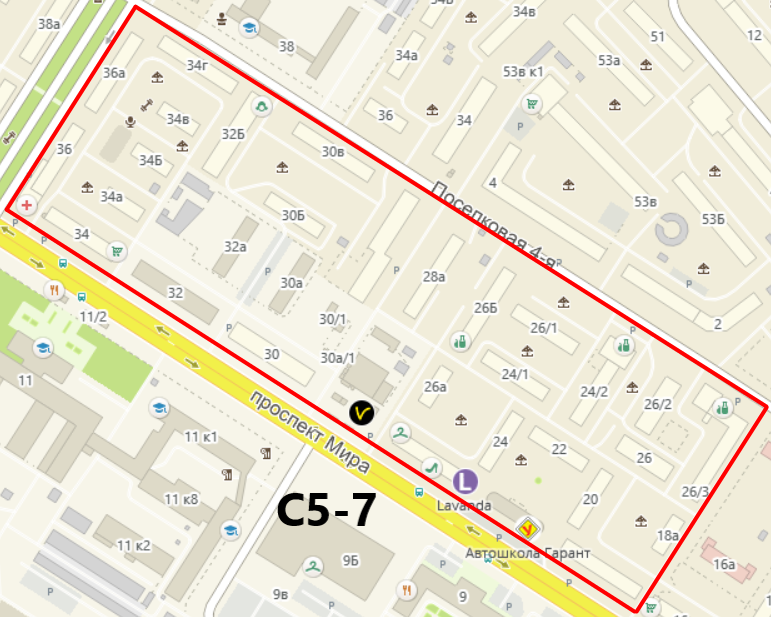 38а
34в
34в
38
51
12
34а
53а
34г
53в к1
36а
36
34
34в
32Б
36
30в
34Б
4
34а
53в
Поселковая 4-я
53Б
30Б
34
32а
28а
30а
32
26Б
2
11/2
30/1
26/1
30
30а/1
24/1
11
26а
24/2
26/2
проспект Мира
11 к1
24
22
26
11 к8
С5-7
Lavanda
20
26/3
18а
11 к2
Автошкола Гарант
9Б
16а
9в
9